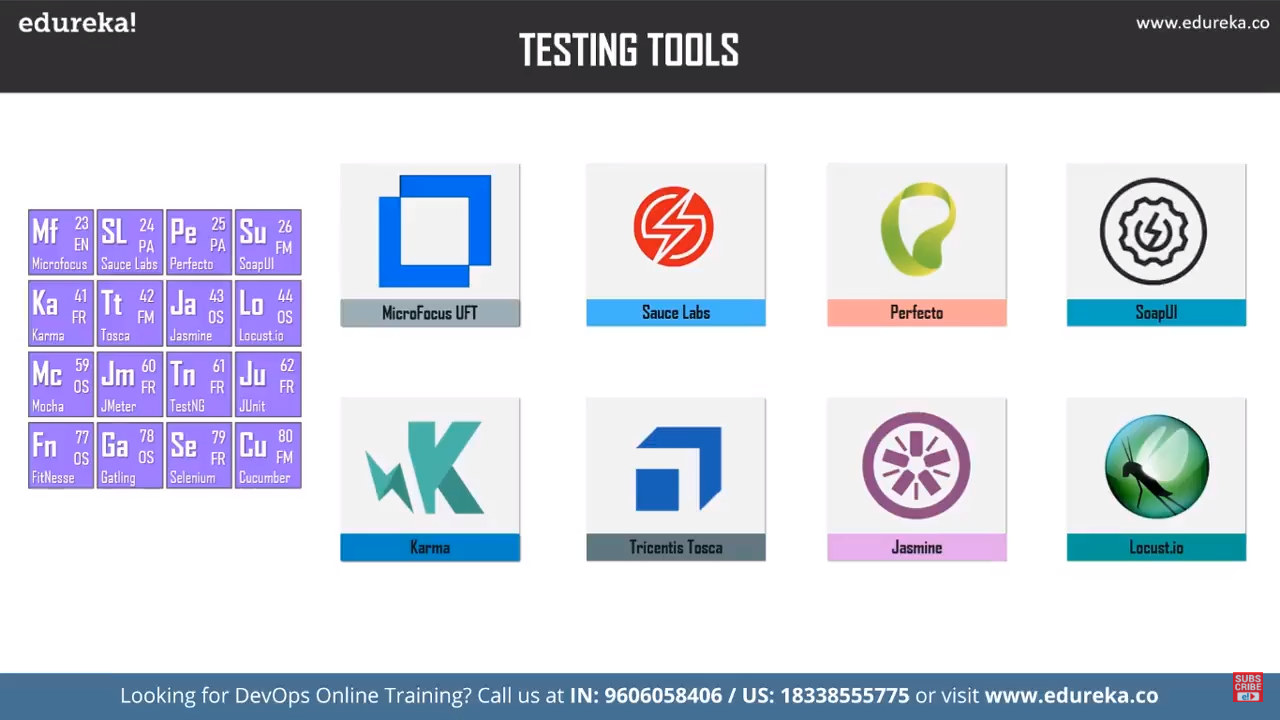 edureka!
www.edureka.co
TESTING TOOLS
Mf 23 EN Microfocus
SL 24 PA Sauce Labs
Pe 25 PA Perfecto
Su 26 FM SoapUI
Ka 41 FR Karma
Tt 42 FM Tosca
Ja 43 OS Jasmine
Lo 44 OS Locust.io
Mc 59 OS Mocha
Jm 60 FR JMeter
Tn 61 FR TestNG
Ju 62 FR JUnit
Fn 77 OS FitNesse
Ga 78 OS Gatling
Se 79 FR Selenium
Cu 80 FM Cucumber
MicroFocus UFT
Sauce Labs
Perfecto
SoapUI
Karma
Tricentis Tosca
Jasmine
Locust.io
Looking for DevOps Online Training? Call us at IN: 9606058406 / US: 18338555775 or visit www.edureka.co
SUBS
CRIBE
e!